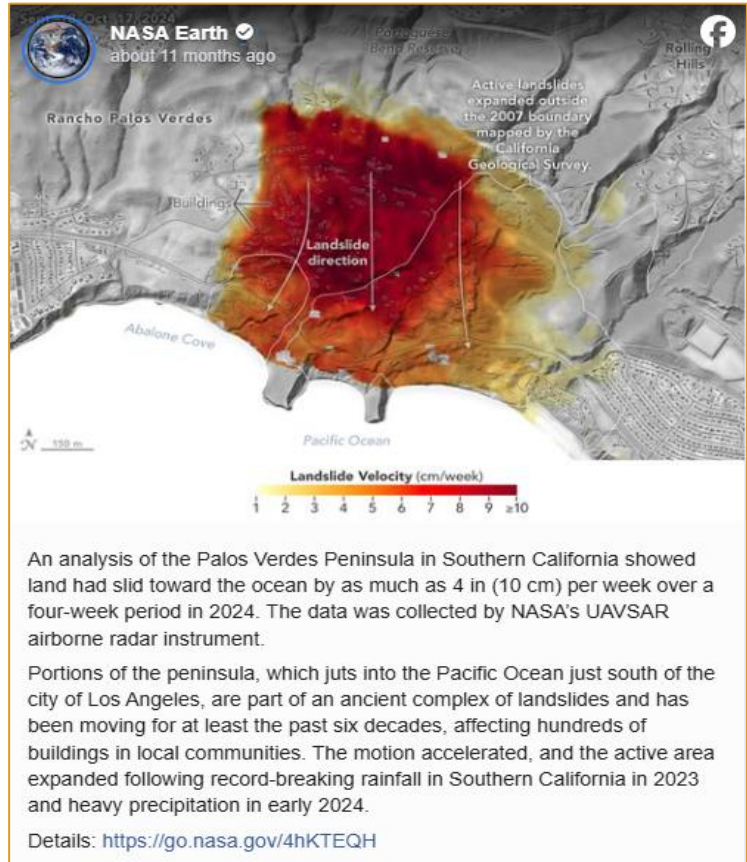 Sept. 18-Oct. 17, 2024
NASA Earth
about 11 months ago
Portuguese
Bend Reserve
Rolling
Hills
Active landslides
expanded outside
the 2007 boundary
mapped by the
California
Geological Survey.
Rancho Palos Verdes
Buildings
Landslide
direction
Abalone Cove
N 150 m
Pacific Ocean
Landslide Velocity (cm/week)
1 2 3 4 5 6 7 8 9 ≥10
An analysis of the Palos Verdes Peninsula in Southern California showed
land had slid toward the ocean by as much as 4 in (10 cm) per week over a
four-week period in 2024. The data was collected by NASA's UAVSAR
airborne radar instrument.
Portions of the peninsula, which juts into the Pacific Ocean just south of the
city of Los Angeles, are part of an ancient complex of landslides and has
been moving for at least the past six decades, affecting hundreds of
buildings in local communities. The motion accelerated, and the active area
expanded following record-breaking rainfall in Southern California in 2023
and heavy precipitation in early 2024.
Details: https://go.nasa.gov/4hKTEQH